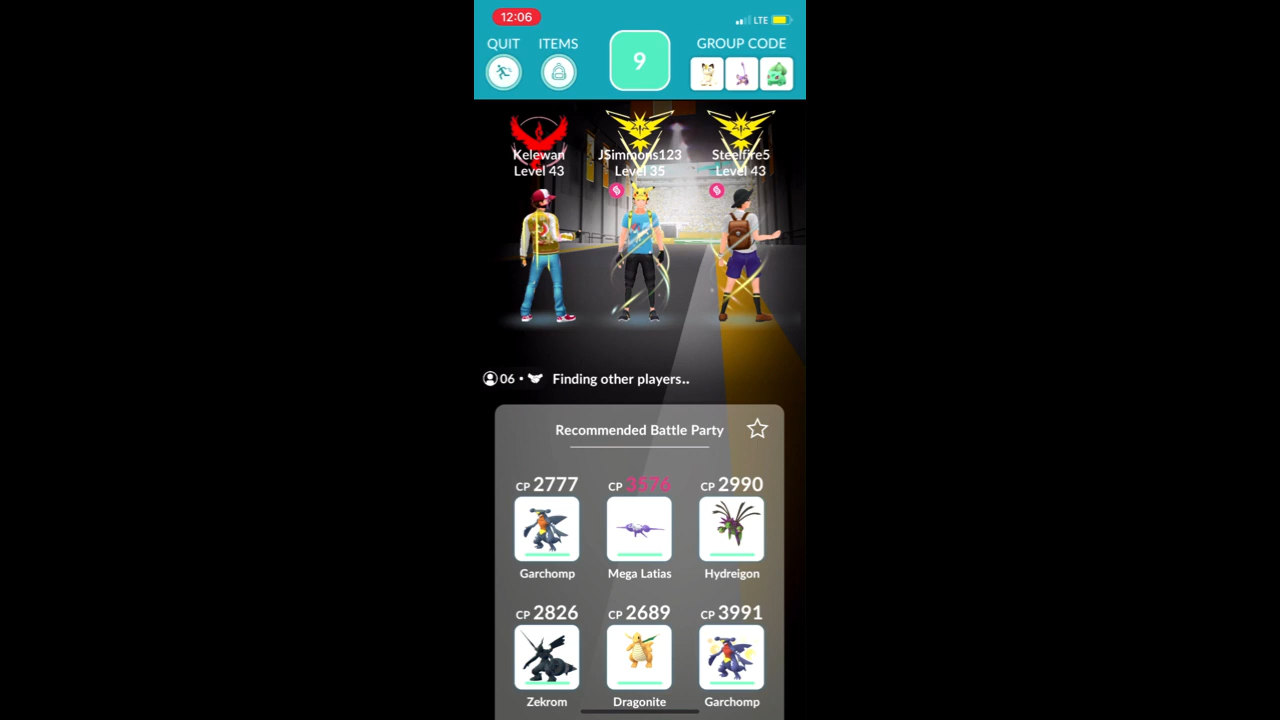 12:06
LTE
QUIT
ITEMS
9
GROUP CODE
Kelewan
Level 43
JSimmons123
Level 35
Steelfire5
Level 43
06 • Finding other players..
Recommended Battle Party
CP 2777
CP 3576
CP 2990
Garchomp
Mega Latias
Hydreigon
CP 2826
CP 2689
CP 3991
Zekrom
Dragonite
Garchomp